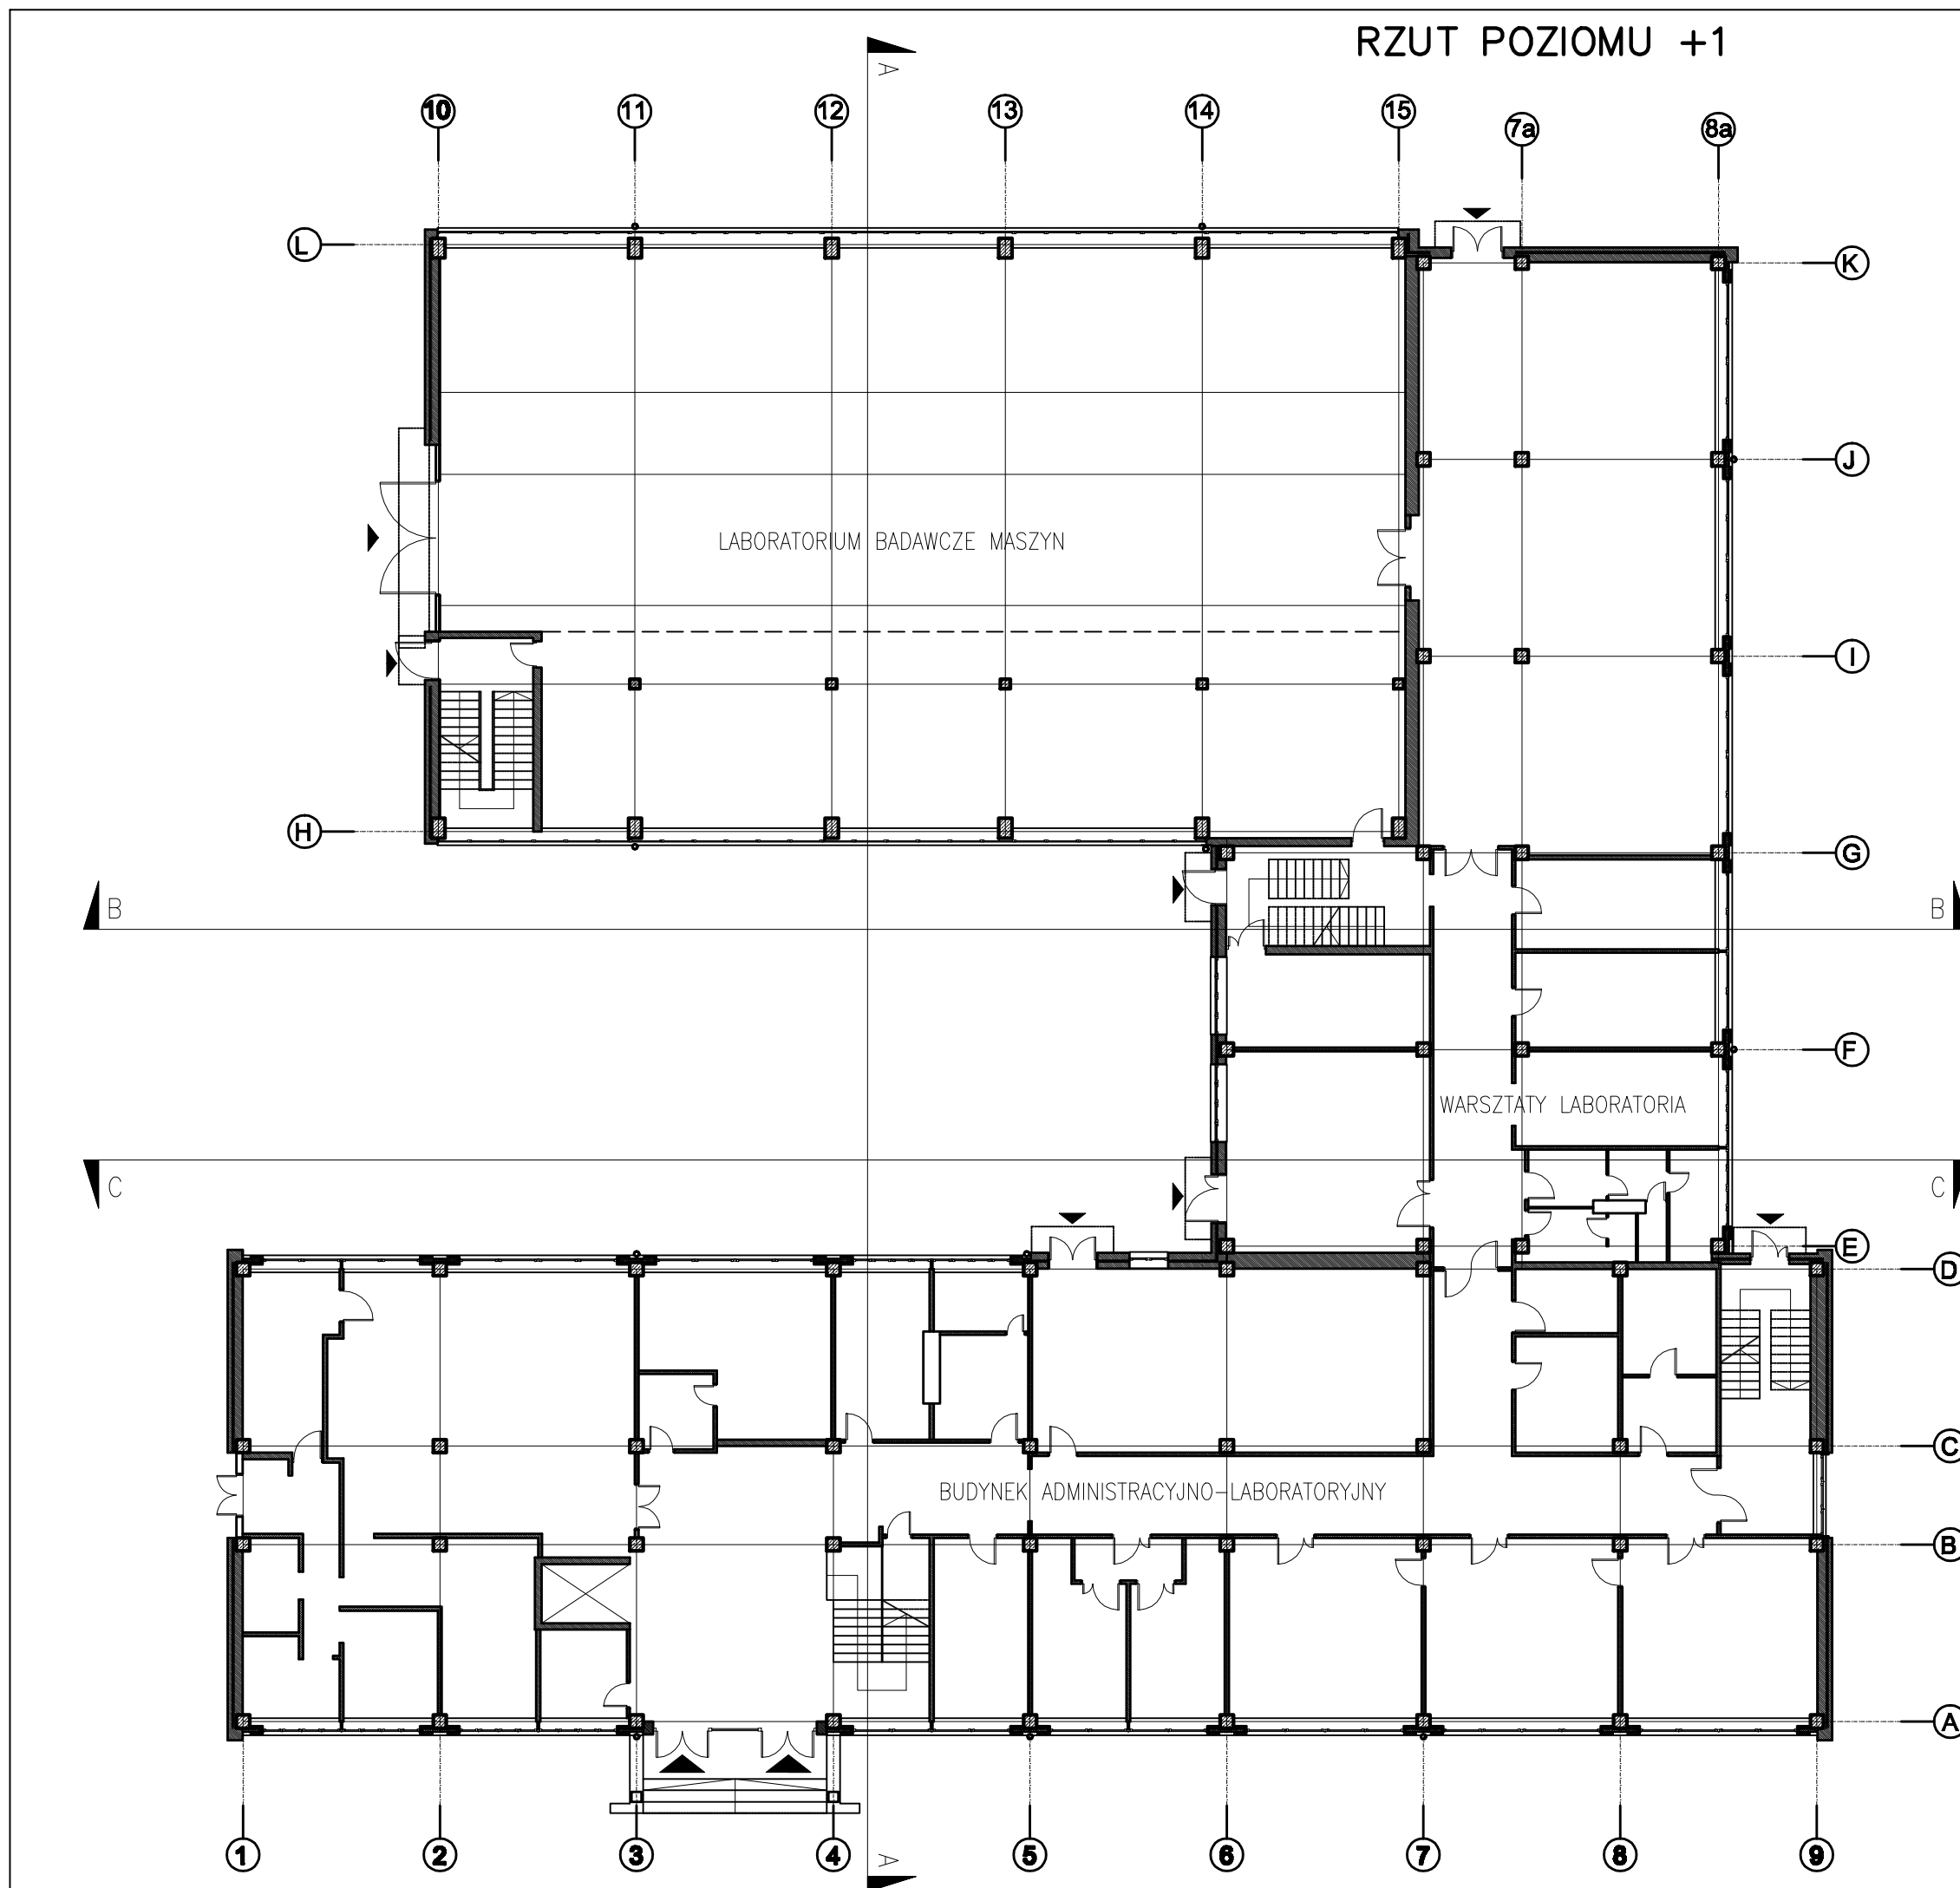 RZUT POZIOMU +1
A
10 11 12 13 14 15 7a 8a
L
K
J
LABORATORIUM BADAWCZE MASZYN
I
H
G
B B
F
WARSZTATY LABORATORIA
C C
E
D
C
BUDYNEK ADMINISTRACYJNO-LABORATORYJNY
B
A
1 2 3 4 5 6 7 8 9
A